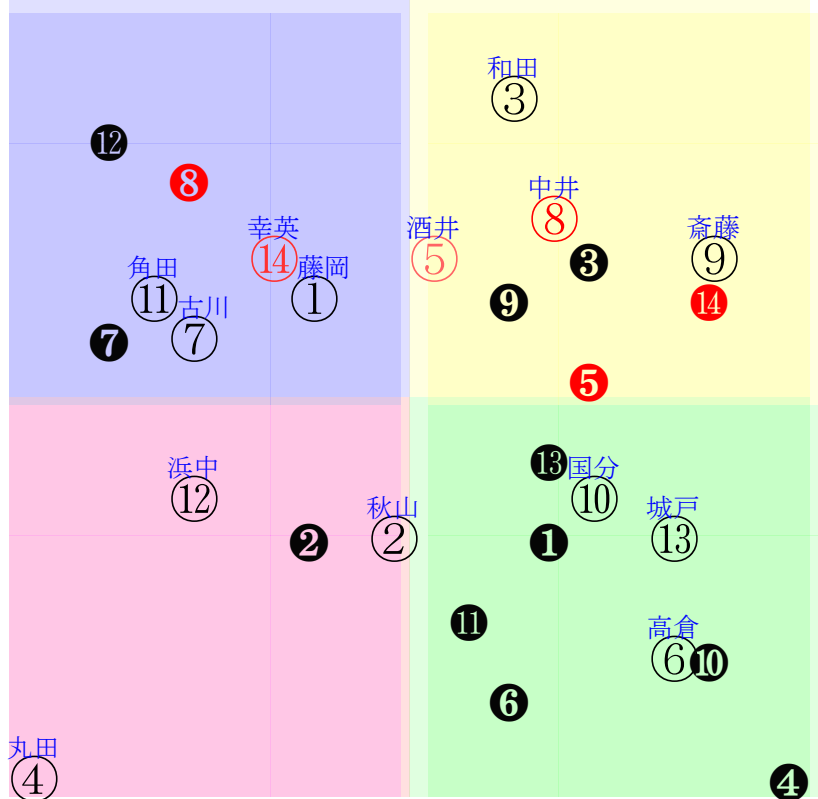 和田
③
⓬
❽
中井
⑧
幸英
⑭
酒井
⑤
斎藤
⑨
角田
⑪
藤岡
①
❸
❾
⓮
古川
⑦
❼
❺
浜中
⑫
⓭
国分
⑩
秋山
②
❷
❶
城戸
⑬
⓫
高倉
⑥
❿
❻
丸田
④
❹